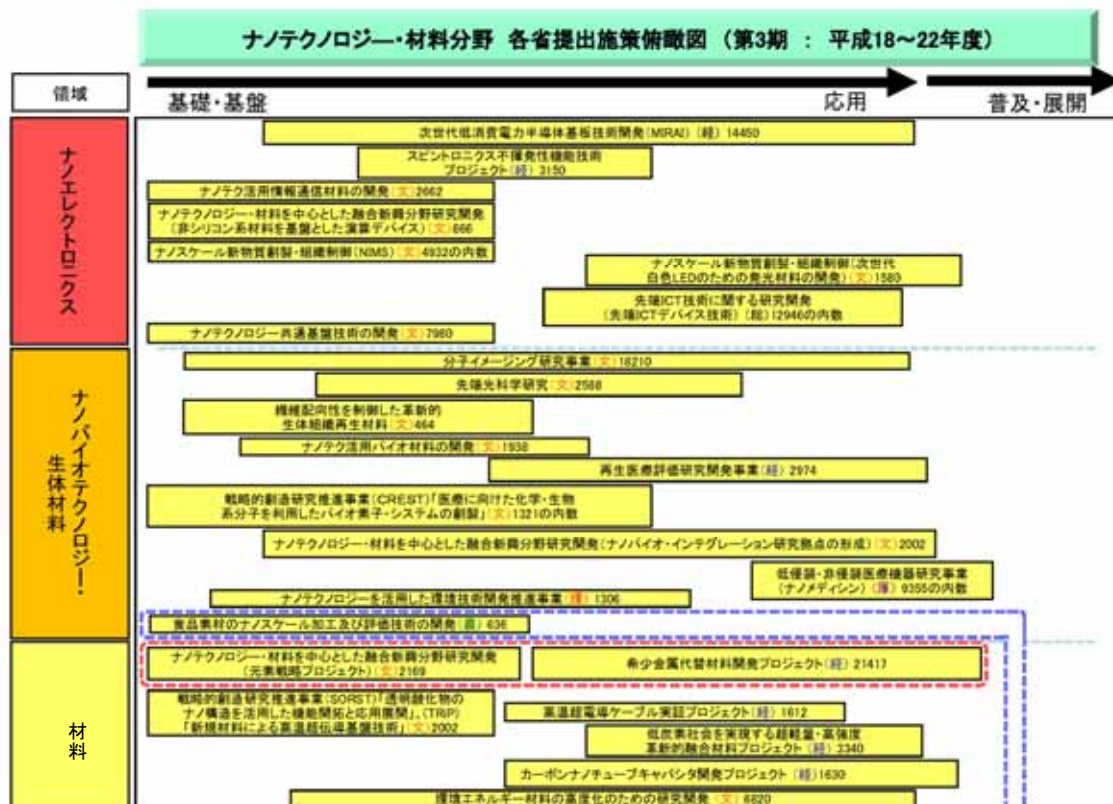 ナノテクノロジー・材料分野 各省提出施策俯瞰図 (第3期 : 平成18～22年度)
領域
基礎・基盤
応用
普及・展開
ナノエレクトロニクス
次世代低消費電力半導体基板技術開発(MIRAI) (経) 14450
スピントロニクス不揮発性機能技術
プロジェクト(経) 3150
ナノテク活用情報通信材料の開発(文)2662
ナノテクノロジー・材料を中心とした融合新興分野研究開発
(非シリコン系材料を基盤とした演算デバイス)(文)666
ナノスケール新物質創製・組織制御(NIMS)(文)4932の内数
ナノスケール新物質創製・組織制御(次世代
白色LEDのための発光材料の開発)(文)1580
先端ICT技術に関する研究開発
(先端ICTデバイス技術) (総)12946の内数
ナノテクノロジー共通基盤技術の開発(文)7980
ナノバイオテクノロジー・
生体材料
分子イメージング研究事業(文)18210
先端光科学研究(文)2568
繊維配向性を制御した革新的
生体組織再生材料(文)464
ナノテク活用バイオ材料の開発(文)1938
再生医療評価研究開発事業(経) 2974
戦略的創造研究推進事業(CREST)「医療に向けた化学・生物
系分子を利用したバイオ素子・システムの創製」(文)1321の内数
ナノテクノロジー・材料を中心とした融合新興分野研究開発(ナノバイオ・インテグレーション研究拠点の形成)(文)2002
低侵襲・非侵襲医療機器研究事業
(ナノメディシン)(厚) 9355の内数
ナノテクノロジーを活用した環境技術開発推進事業(環) 1306
食品素材のナノスケール加工及び評価技術の開発(農) 636
材料
ナノテクノロジー・材料を中心とした融合新興分野研究開発
(元素戦略プロジェクト)(文)2169
希少金属代替材料開発プロジェクト(経) 21417
戦略的創造研究推進事業(SORST)「透明酸化物の
ナノ構造を活用した機能開拓と応用展開」、(TRiP)
「新規材料による高温超伝導基盤技術」(文)2002
高温超電導ケーブル実証プロジェクト(経) 1612
低炭素社会を実現する超軽量・高強度
革新的融合材料プロジェクト(経) 3340
カーボンナノチューブキャパシタ開発プロジェクト (経)1630
環境エネルギー材料の高度化のための研究開発 (文) 6820